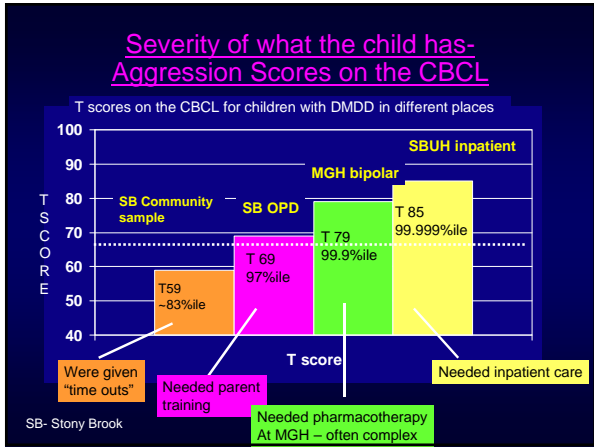 Severity of what the child has-
Aggression Scores on the CBCL
T scores on the CBCL for children with DMDD in different places
100
90
80
70
60
50
40
T
S
C
O
R
E
SB Community
sample
SB OPD
MGH bipolar
SBUH inpatient
T59
~83%ile
T 69
97%ile
T 79
99.9%ile
T 85
99.999%ile
T score
Were given
"time outs"
Needed parent
training
Needed pharmacotherapy
At MGH – often complex
Needed inpatient care
SB- Stony Brook